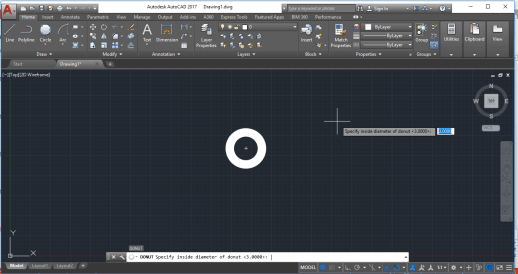 Autodesk AutoCAD 2017 Drawing1.dwg
Type a keyword or phrase
Sign In
Home Insert Annotate Parametric View Manage Output Add-ins A360 Express Tools Featured Apps BIM 360 Performance
Line Polyline Circle Arc
Text Dimension
Layer Properties
Insert
Match Properties
ByLayer
ByLayer
ByLayer
Group
Utilities Clipboard View
Draw Modify Annotation Layers Block Properties Groups
Start Drawing1*
[-][Top][2D Wireframe]
N
W TOP E
S
WCS
Specify inside diameter of donut <3.0000>: 3.0000
Y
X
DONUT
DONUT Specify inside diameter of donut <3.0000>:
Model Layout1 Layout2 +
MODEL
1:1